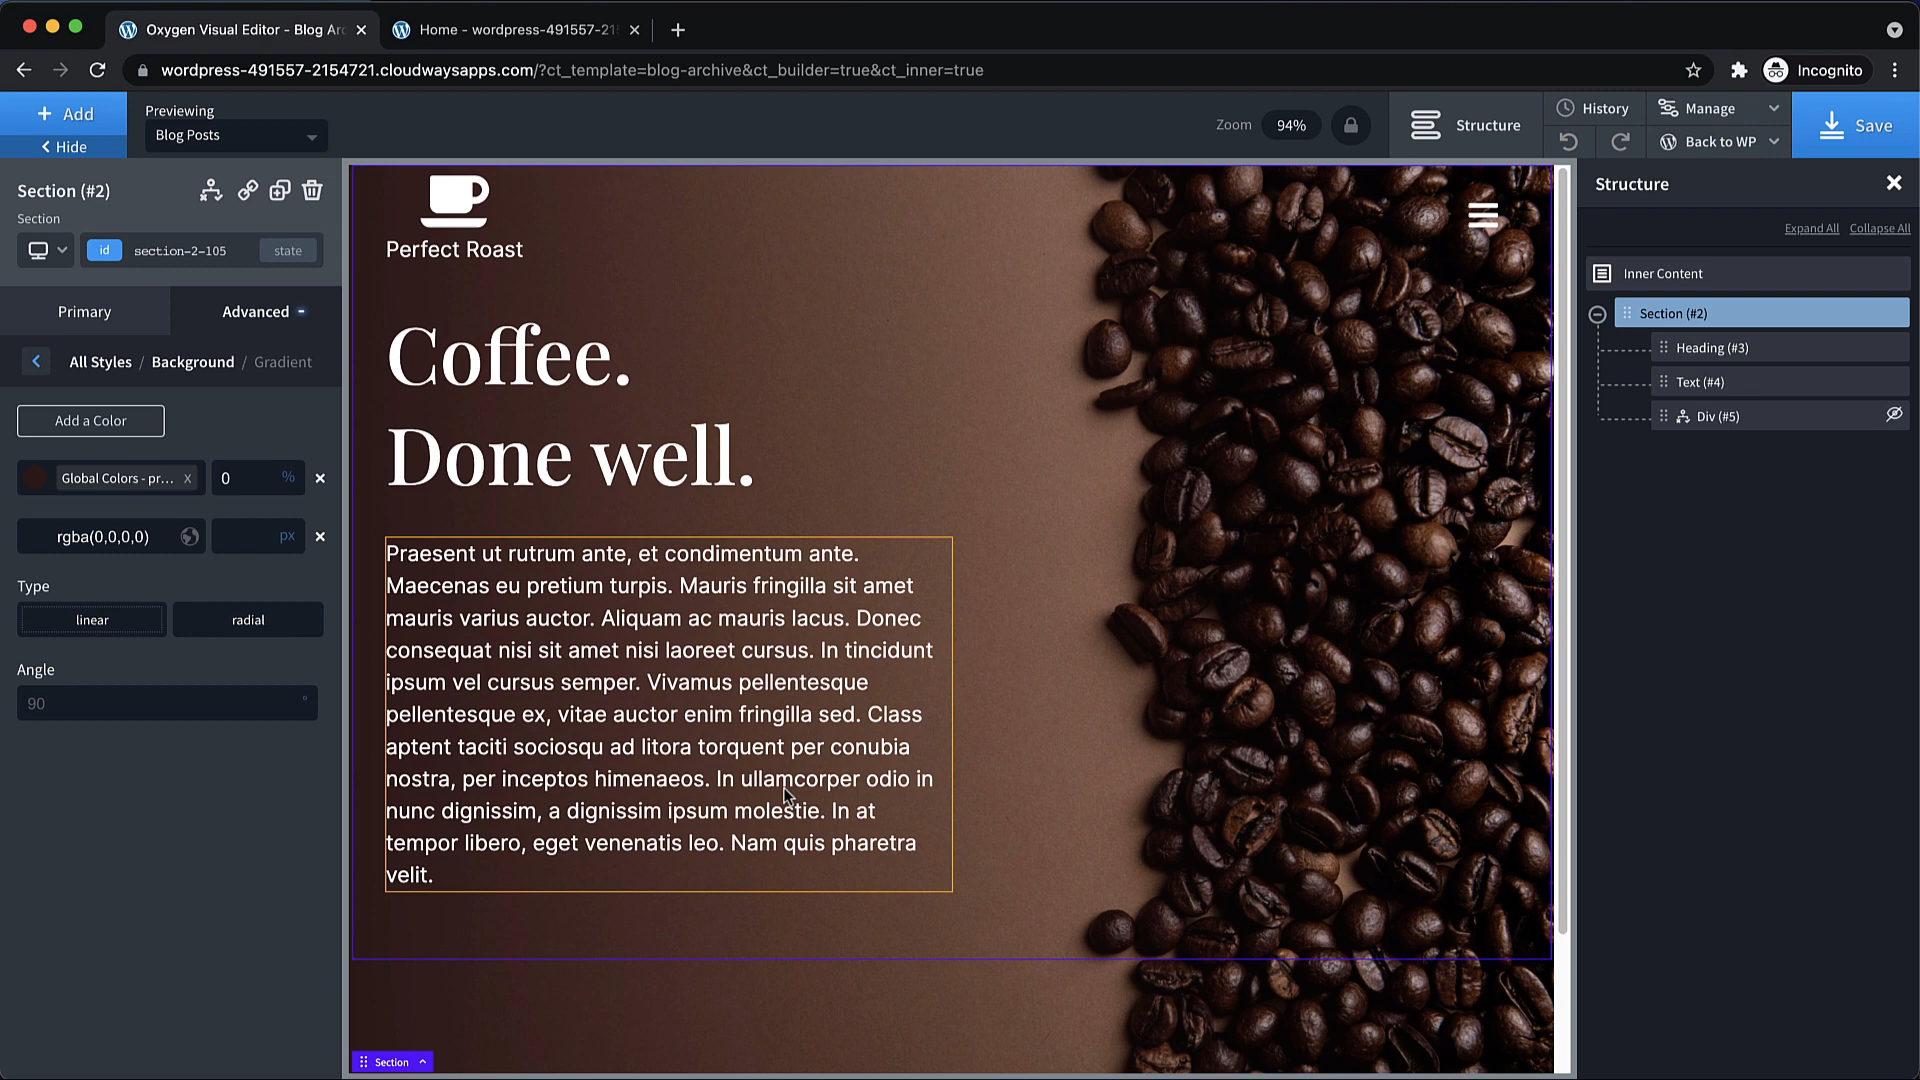 Oxygen Visual Editor - Blog Arc
Home - wordpress-491557-215
wordpress-491557-2154721.cloudwaysapps.com/?ct_template=blog-archive&ct_builder=true&ct_inner=true
Incognito
+ Add
Hide
Previewing
Blog Posts
Zoom
94%
Structure
History
Manage
Back to WP
Save
Section (#2)
Section
id
section-2-105
state
Primary
Advanced
All Styles / Background / Gradient
Add a Color
Global Colors - pr...
x
0
%
rgba(0,0,0,0)
px
Type
linear
radial
Angle
90
°
Perfect Roast
Coffee.
Done well.
Praesent ut rutrum ante, et condimentum ante.
Maecenas eu pretium turpis. Mauris fringilla sit amet
mauris varius auctor. Aliquam ac mauris lacus. Donec
consequat nisi sit amet nisi laoreet cursus. In tincidunt
ipsum vel cursus semper. Vivamus pellentesque
pellentesque ex, vitae auctor enim fringilla sed. Class
aptent taciti sociosqu ad litora torquent per conubia
nostra, per inceptos himenaeos. In ullamcorper odio in
nunc dignissim, a dignissim ipsum molestie. In at
tempor libero, eget venenatis leo. Nam quis pharetra
velit.
Section
Structure
Expand All
Collapse All
Inner Content
Section (#2)
Heading (#3)
Text (#4)
Div (#5)